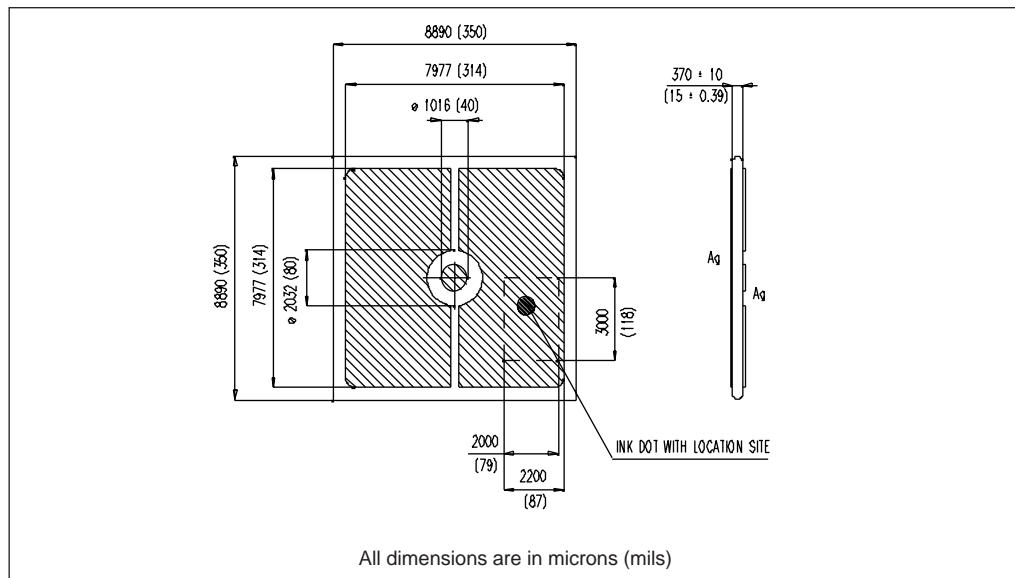 8890 (350)
7977 (314)
ø 1016 (40)
370 ± 10
(15 ± 0.39)
8890 (350)
7977 (314)
ø 2032 (80)
3000
(118)
Ag
Ag
2000
(79)
2200
(87)
INK DOT WITH LOCATION SITE
All dimensions are in microns (mils)